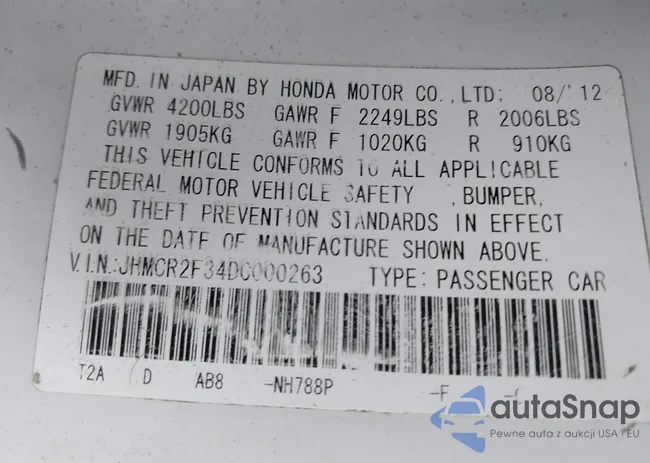 MFD. IN JAPAN BY HONDA MOTOR CO., LTD: 08/'12
GVWR 4200LBS GAWR F 2249LBS R 2006LBS
GVWR 1905KG GAWR F 1020KG R 910KG
THIS VEHICLE CONFORMS TO ALL APPLICABLE
FEDERAL MOTOR VEHICLE SAFETY , BUMPER,
AND THEFT PREVENTION STANDARDS IN EFFECT
ON THE DATE OF MANUFACTURE SHOWN ABOVE.
V.I.N.: JHMCR2F34DC000263 TYPE: PASSENGER CAR
T2A D AB8 -NH788P -F -
autaSnap
Pewne auta z aukcji USA i EU